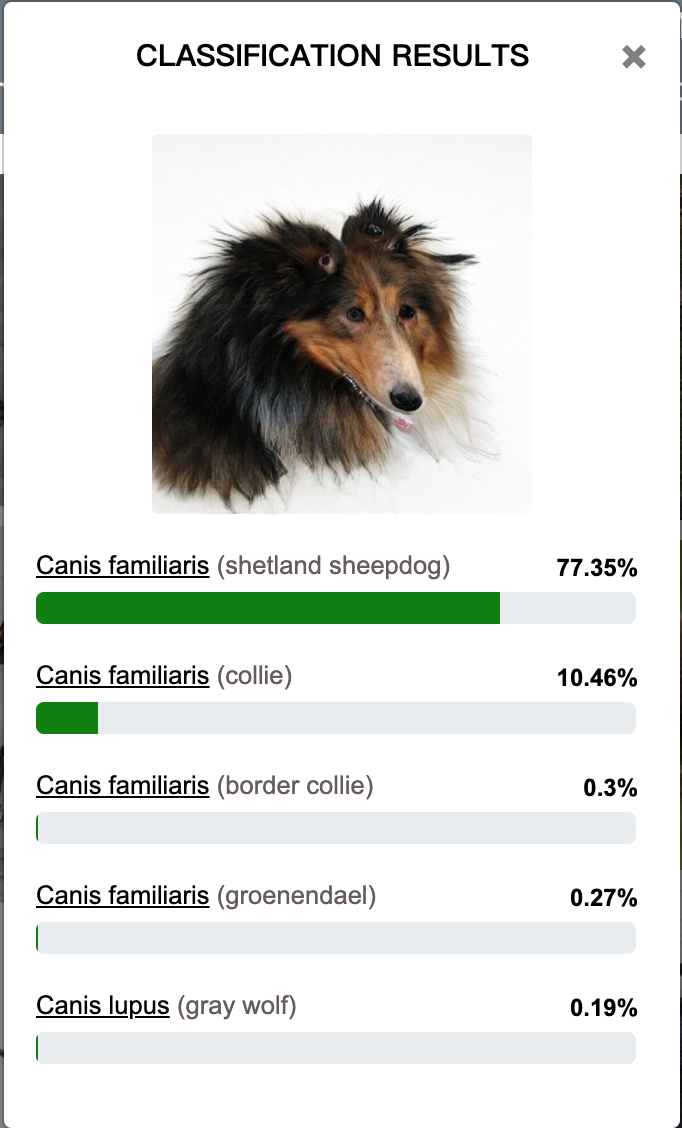 CLASSIFICATION RESULTS ✖
Canis familiaris (shetland sheepdog) 77.35%
Canis familiaris (collie) 10.46%
Canis familiaris (border collie) 0.3%
Canis familiaris (groenendael) 0.27%
Canis lupus (gray wolf) 0.19%